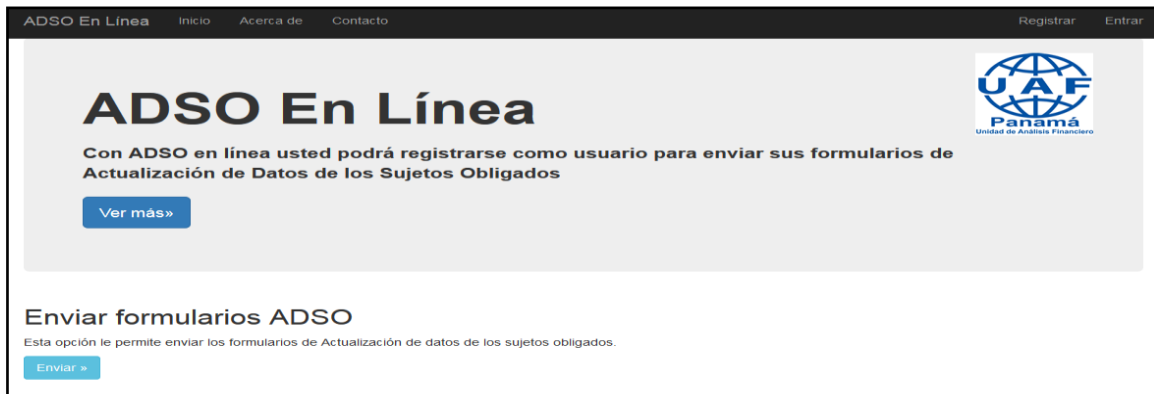 ADSO En Línea Inicio Acerca de Contacto Registrar Entrar
UAF
Panamá
Unidad de Análisis Financiero
ADSO En Línea
Con ADSO en línea usted podrá registrarse como usuario para enviar sus formularios de
Actualización de Datos de los Sujetos Obligados
Ver más»
Enviar formularios ADSO
Esta opción le permite enviar los formularios de Actualización de datos de los sujetos obligados.
Enviar »